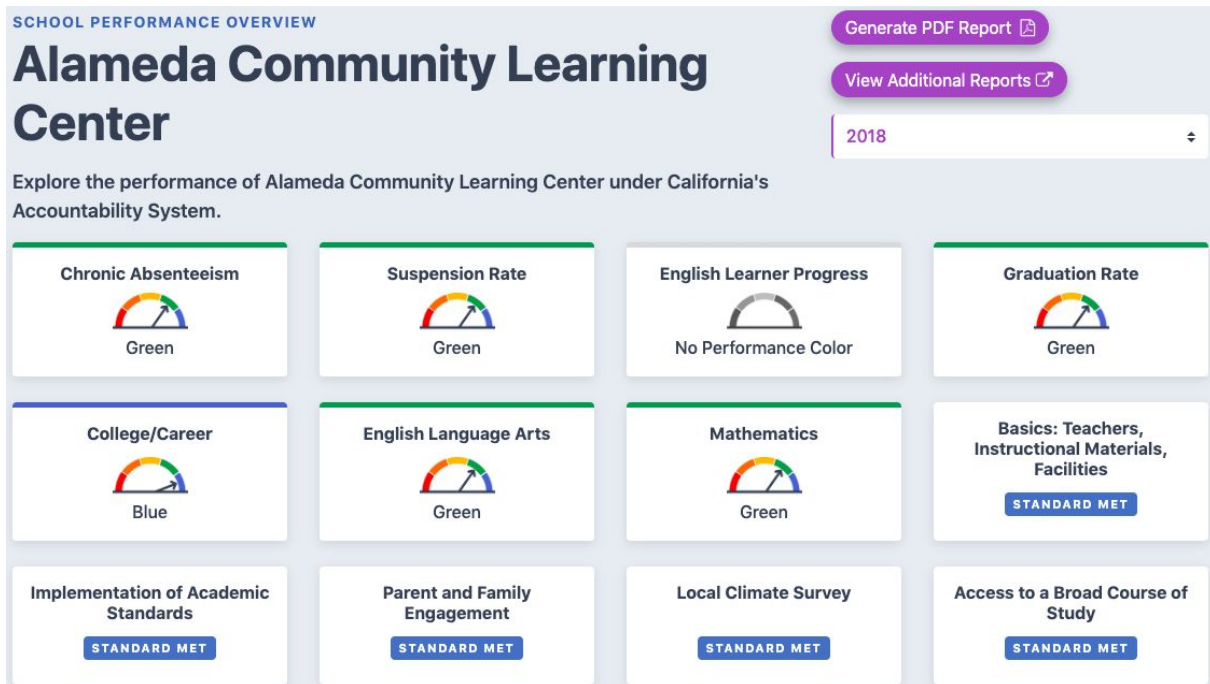 SCHOOL PERFORMANCE OVERVIEW
Alameda Community Learning
Center
Generate PDF Report
View Additional Reports
2018
Explore the performance of Alameda Community Learning Center under California's
Accountability System.
Chronic Absenteeism
Green
Suspension Rate
Green
English Learner Progress
No Performance Color
Graduation Rate
Green
College/Career
Blue
English Language Arts
Green
Mathematics
Green
Basics: Teachers,
Instructional Materials,
Facilities
STANDARD MET
Implementation of Academic
Standards
STANDARD MET
Parent and Family
Engagement
STANDARD MET
Local Climate Survey
STANDARD MET
Access to a Broad Course of
Study
STANDARD MET